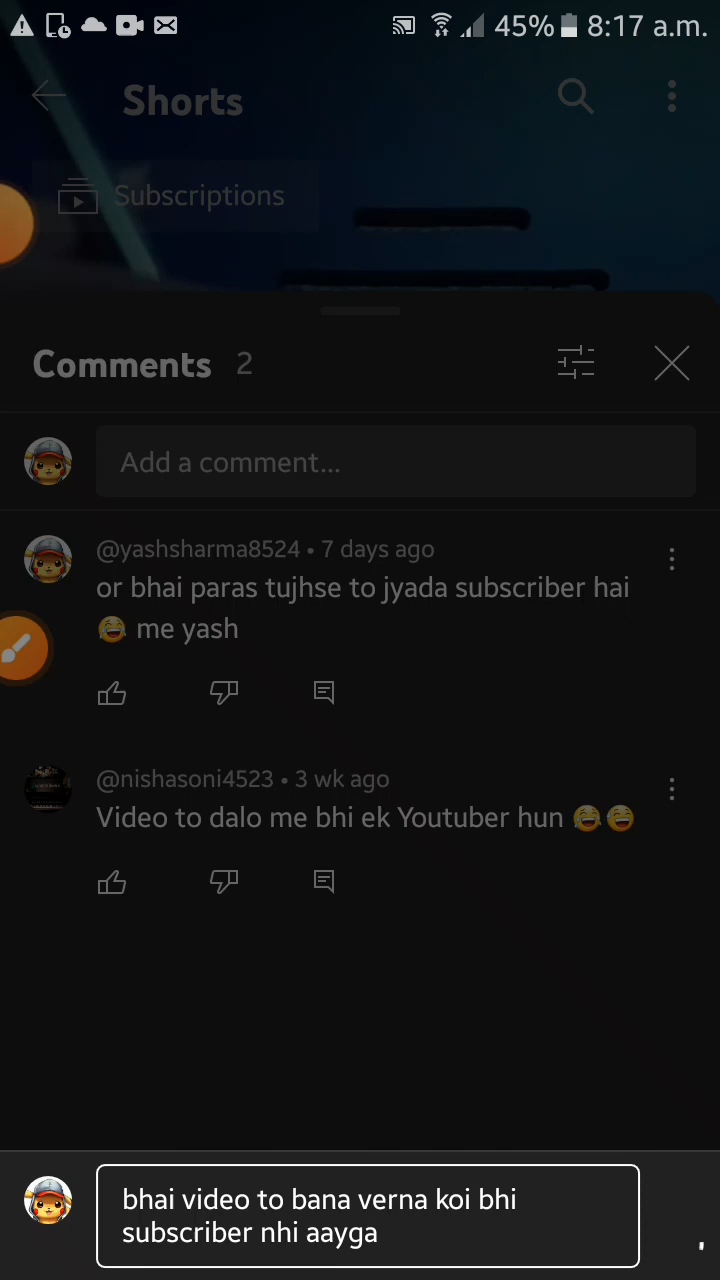 45% 8:17 a.m.
Shorts
Subscriptions
Comments 2
Add a comment...
@yashsharma8524 • 7 days ago
or bhai paras tujhse to jyada subscriber hai
😂 me yash
@nishasoni4523 • 3 wk ago
Video to dalo me bhi ek Youtuber hun 😂😂
bhai video to bana verna koi bhi
subscriber nhi aayga